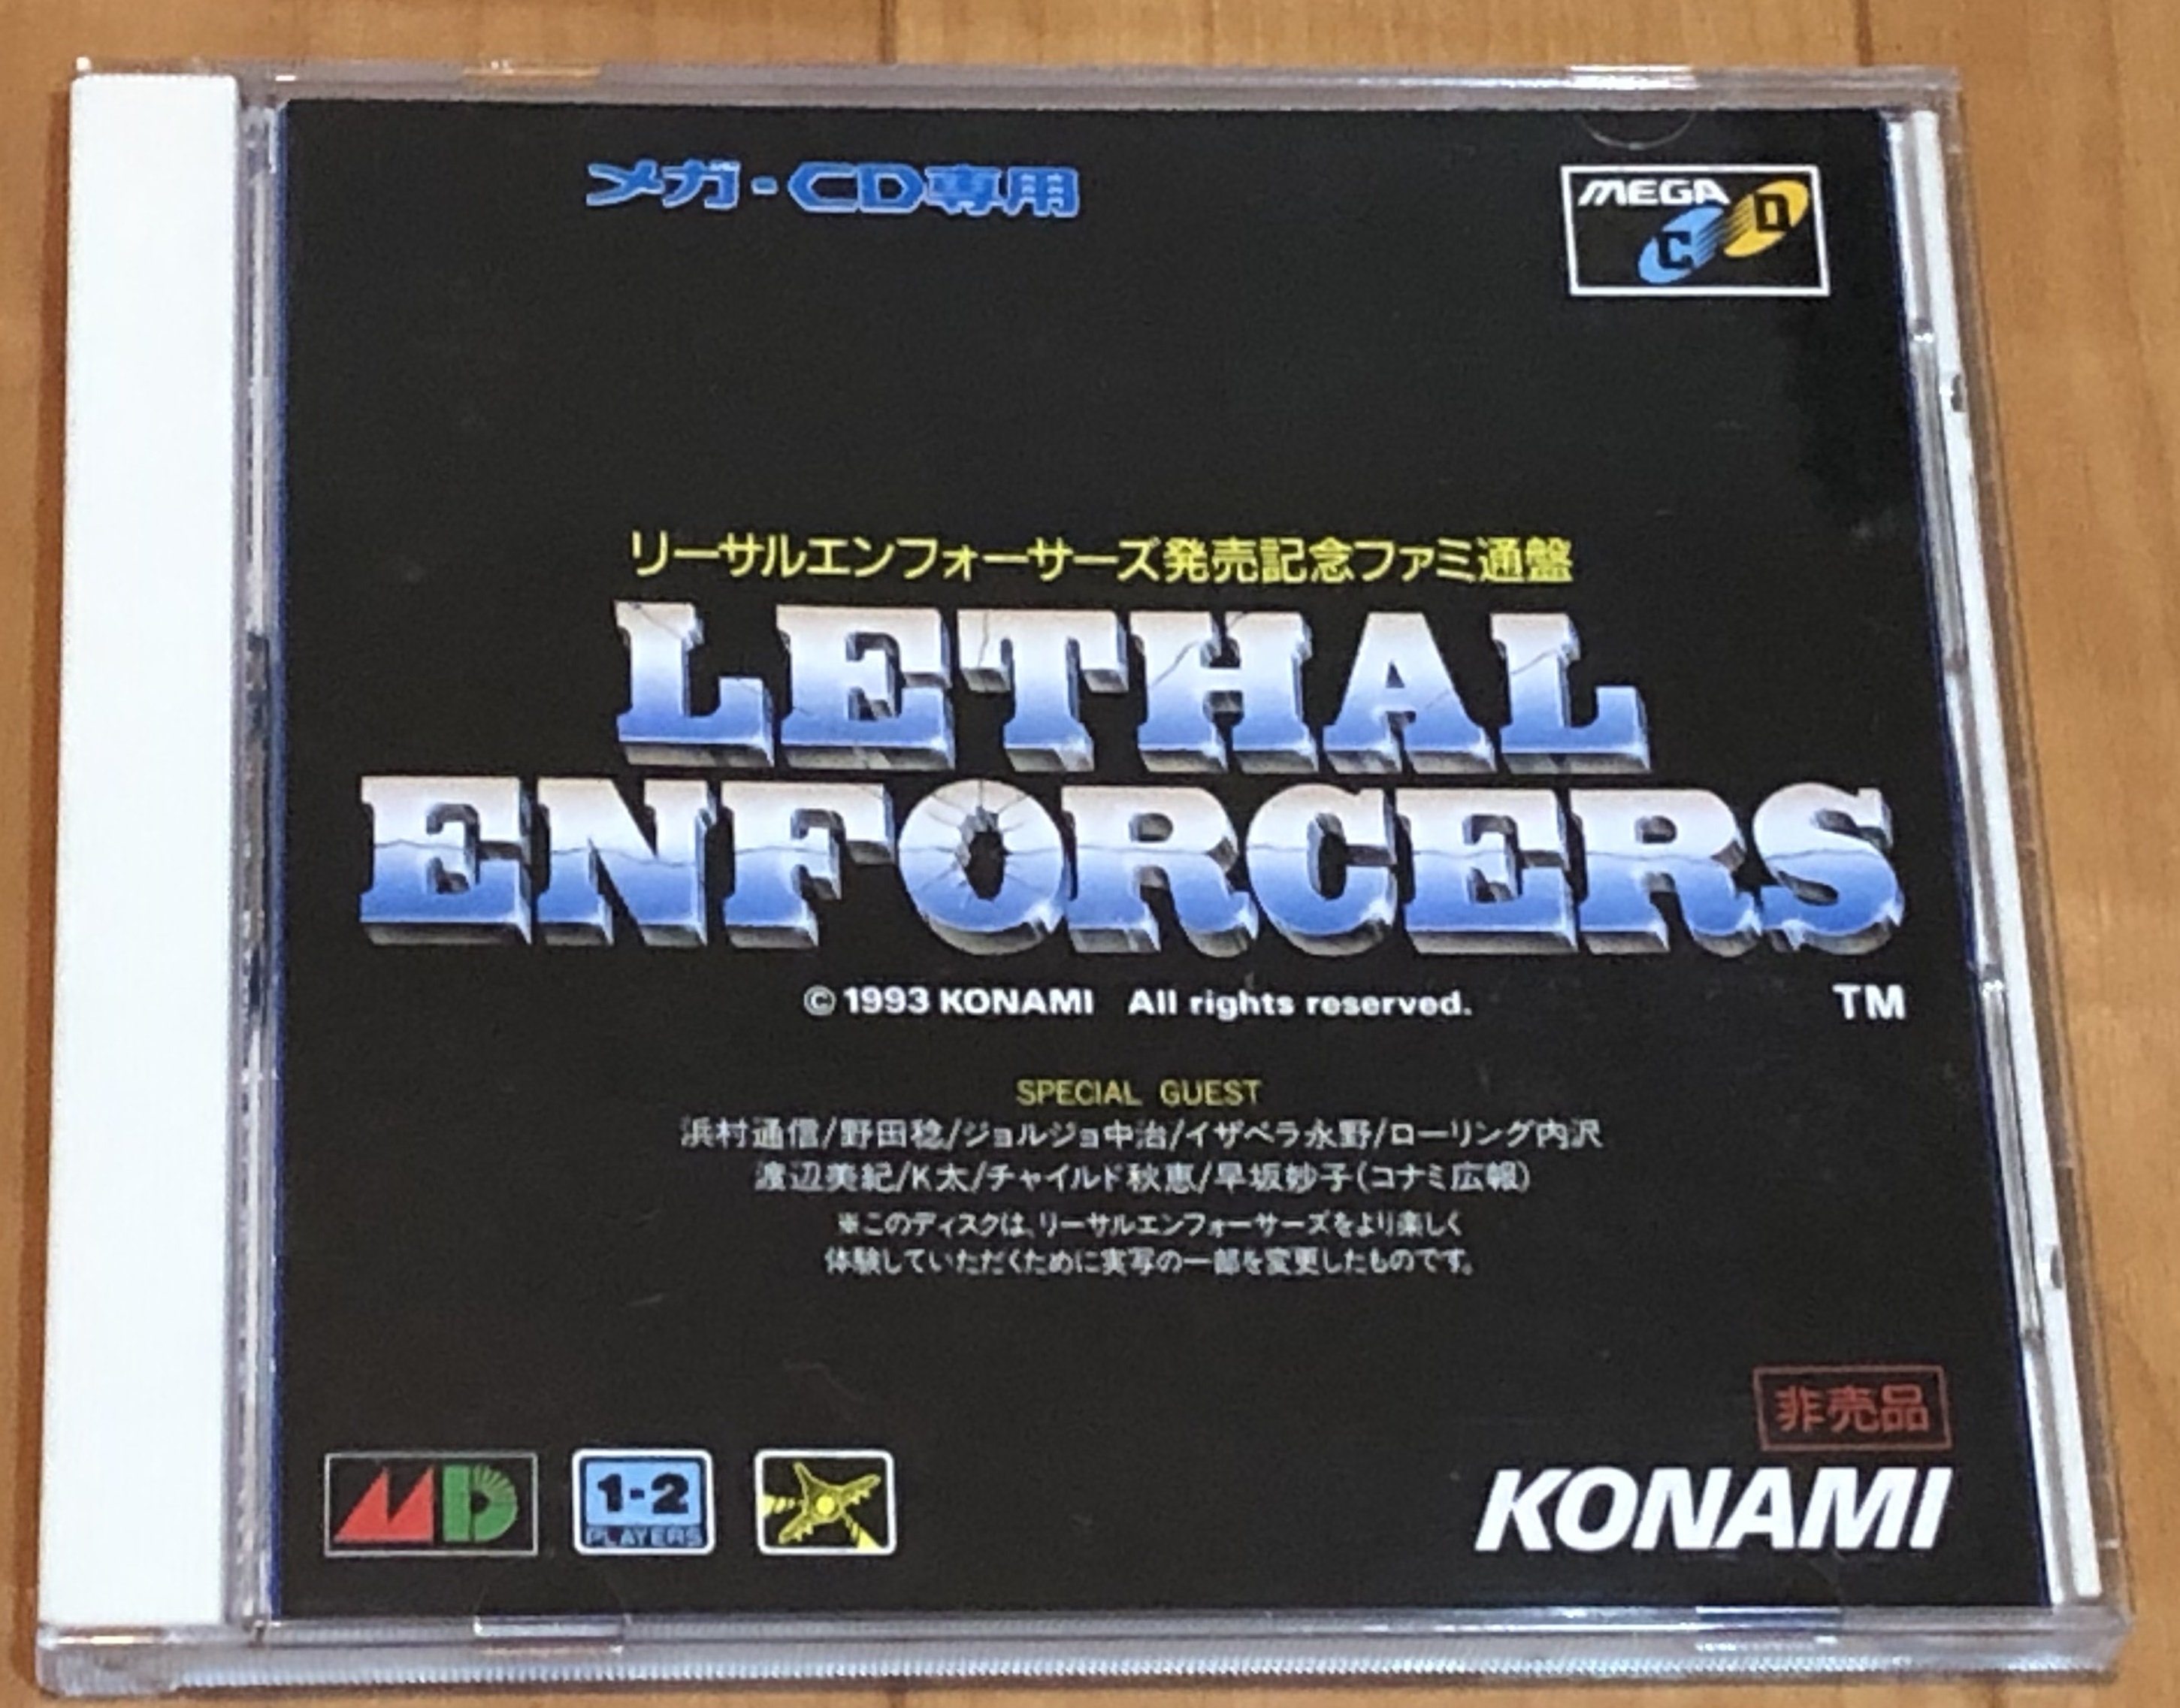 メガ-CD専用
MEGA CD
リーサルエンフォーサーズ発売記念ファミ通盤
LETHAL
ENFORCERS
© 1993 KONAMI All rights reserved.
TM
SPECIAL GUEST
浜村通信/野田稔/ジョルジョ中治/イザベラ永野/ローリング内沢
渡辺美紀/K太/チャイルド秋恵/早坂妙子(コナミ広報)
※このディスクは、リーサルエンフォーサーズをより楽しく
体験していただくために実写の一部を変更したものです。
非売品
MD
1-2
PLAYERS
KONAMI